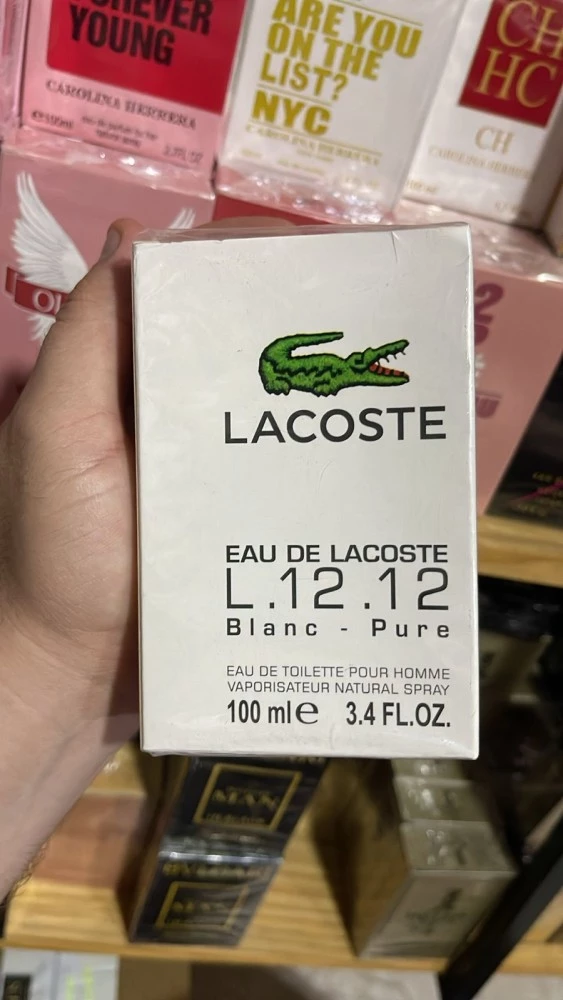 FOREVER
YOUNG
CAROLINA HERRERA
ARE YOU
ON THE
LIST?
NYC
CAROLINA HERRERA
CH
HC
CH
CAROLINA HERRERA
LACOSTE
EAU DE LACOSTE
L.12.12
Blanc - Pure
EAU DE TOILETTE POUR HOMME
VAPORISATEUR NATURAL SPRAY
100 ml e 3.4 FL.OZ.
MAN